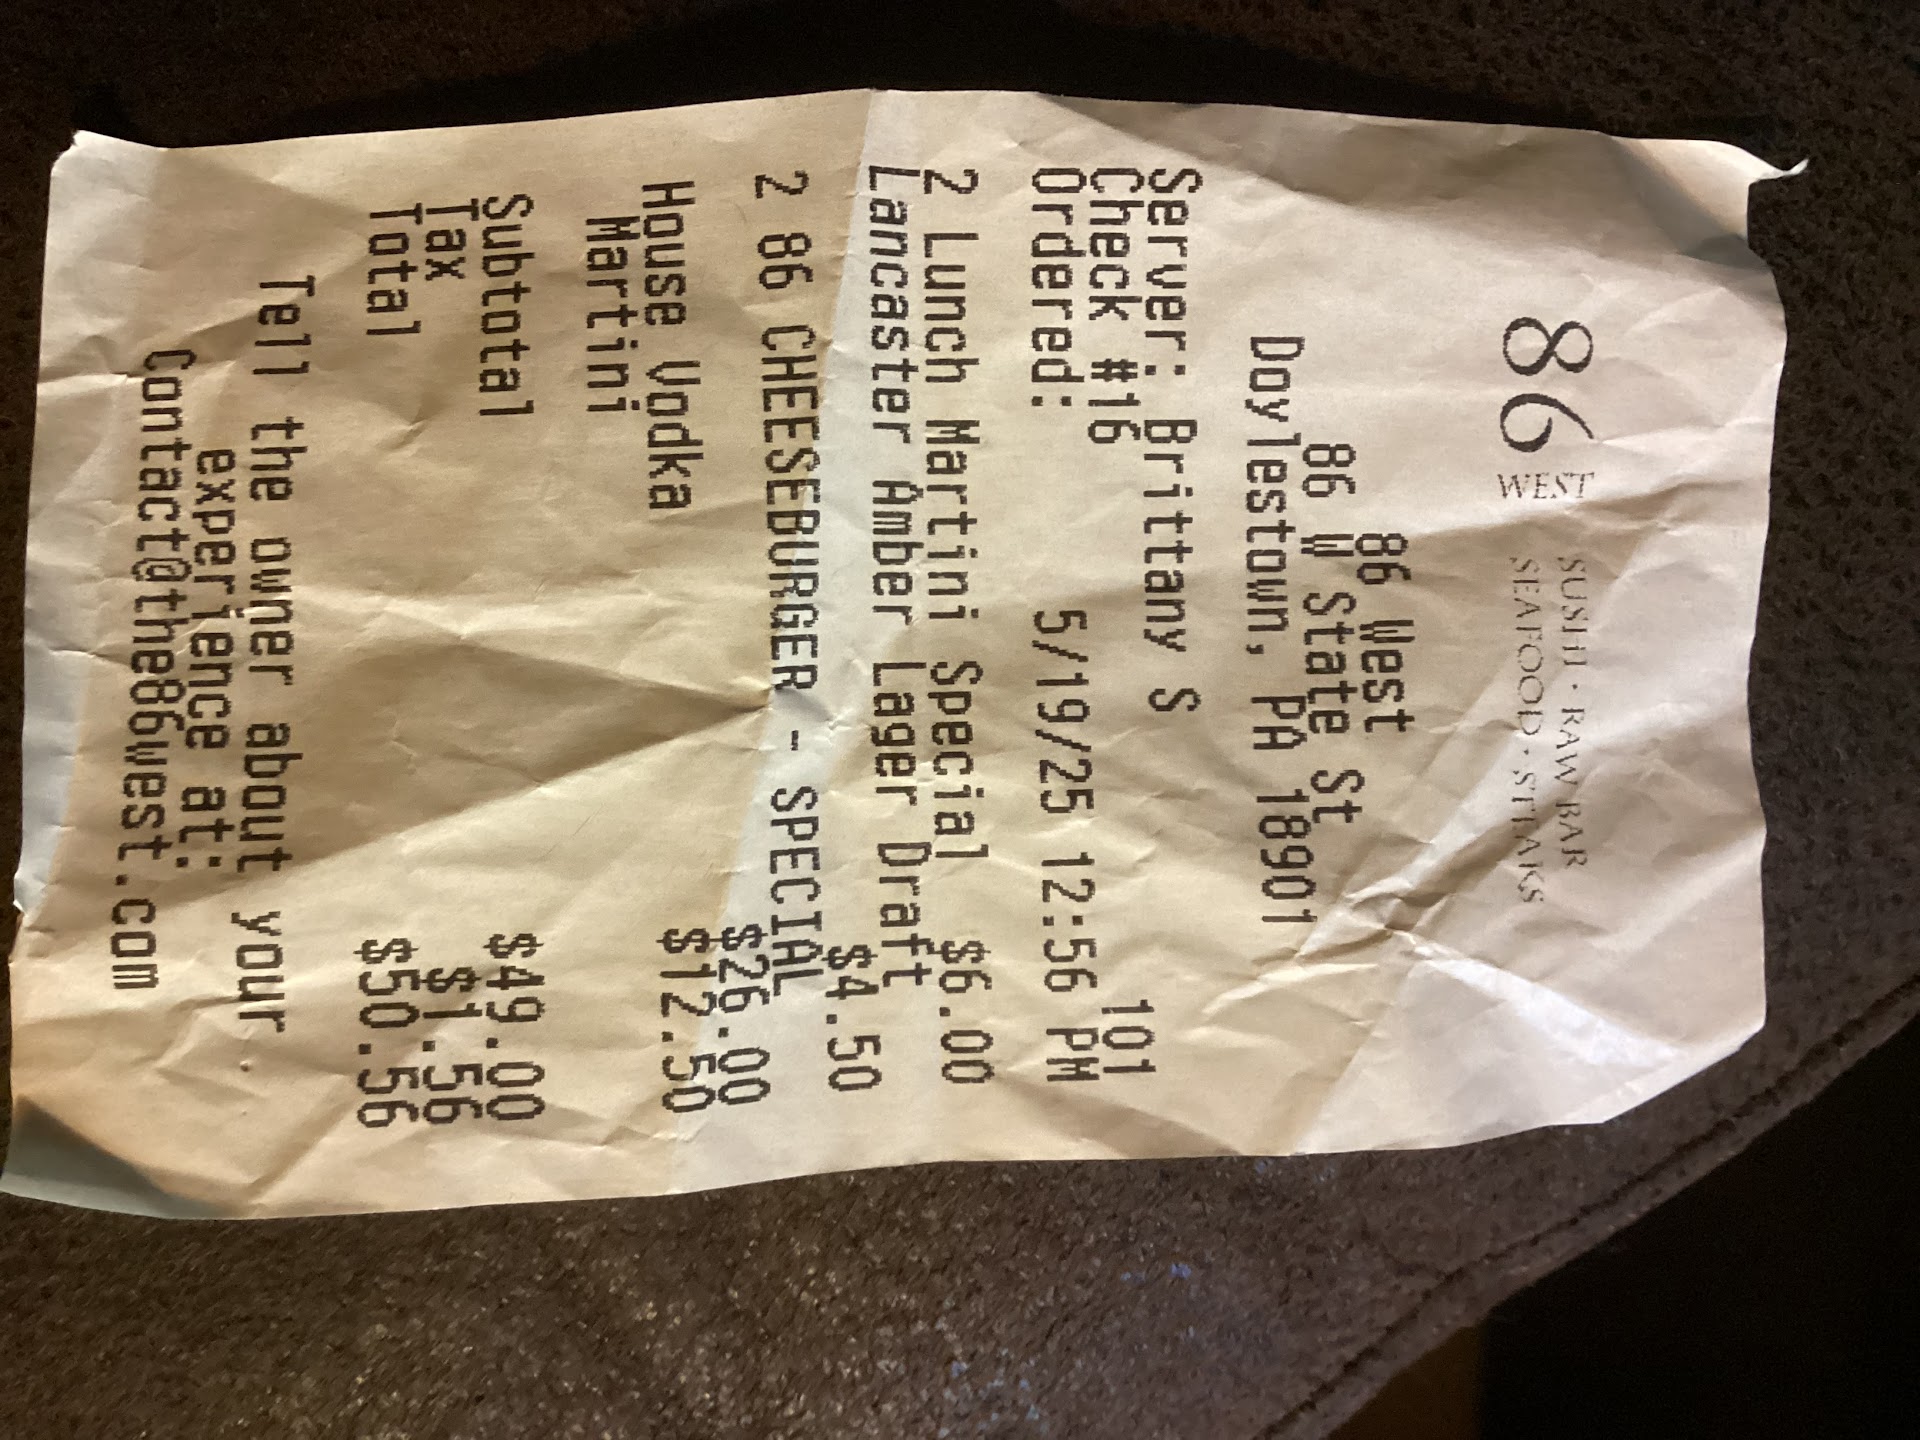 86 WEST
SUSHI · RAW BAR
SEAFOOD · STEAKS
86 West
86 W State St
Doylestown, PA 18901
Server: Brittany S
Check #16 101
Ordered: 5/19/25 12:56 PM
2 Lunch Martini Special $6.00
Lancaster Amber Lager Draft
$4.50
2 86 CHEESEBURGER - SPECIAL
$26.00
House Vodka $12.50
Martini
Subtotal $49.00
Tax $1.56
Total $50.56
Tell the owner about your
experience at:
Contact@the86west.com